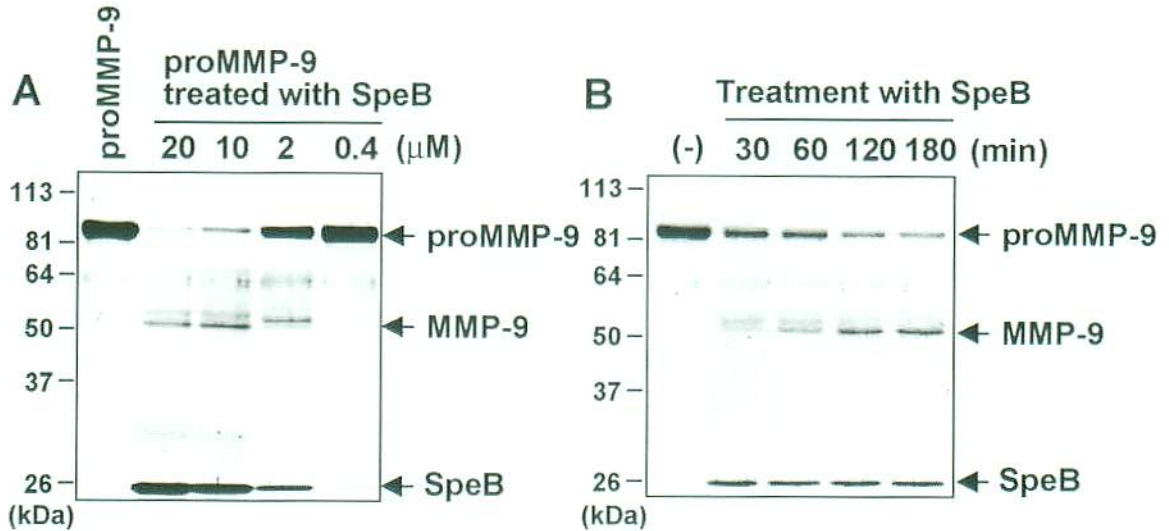 A
proMMP-9
proMMP-9
treated with SpeB
20 10 2 0.4 (μM)
113
81
64
50
37
26
(kDa)
proMMP-9
MMP-9
SpeB
B
Treatment with SpeB
(-) 30 60 120 180 (min)
113
81
64
50
37
26
(kDa)
proMMP-9
MMP-9
SpeB